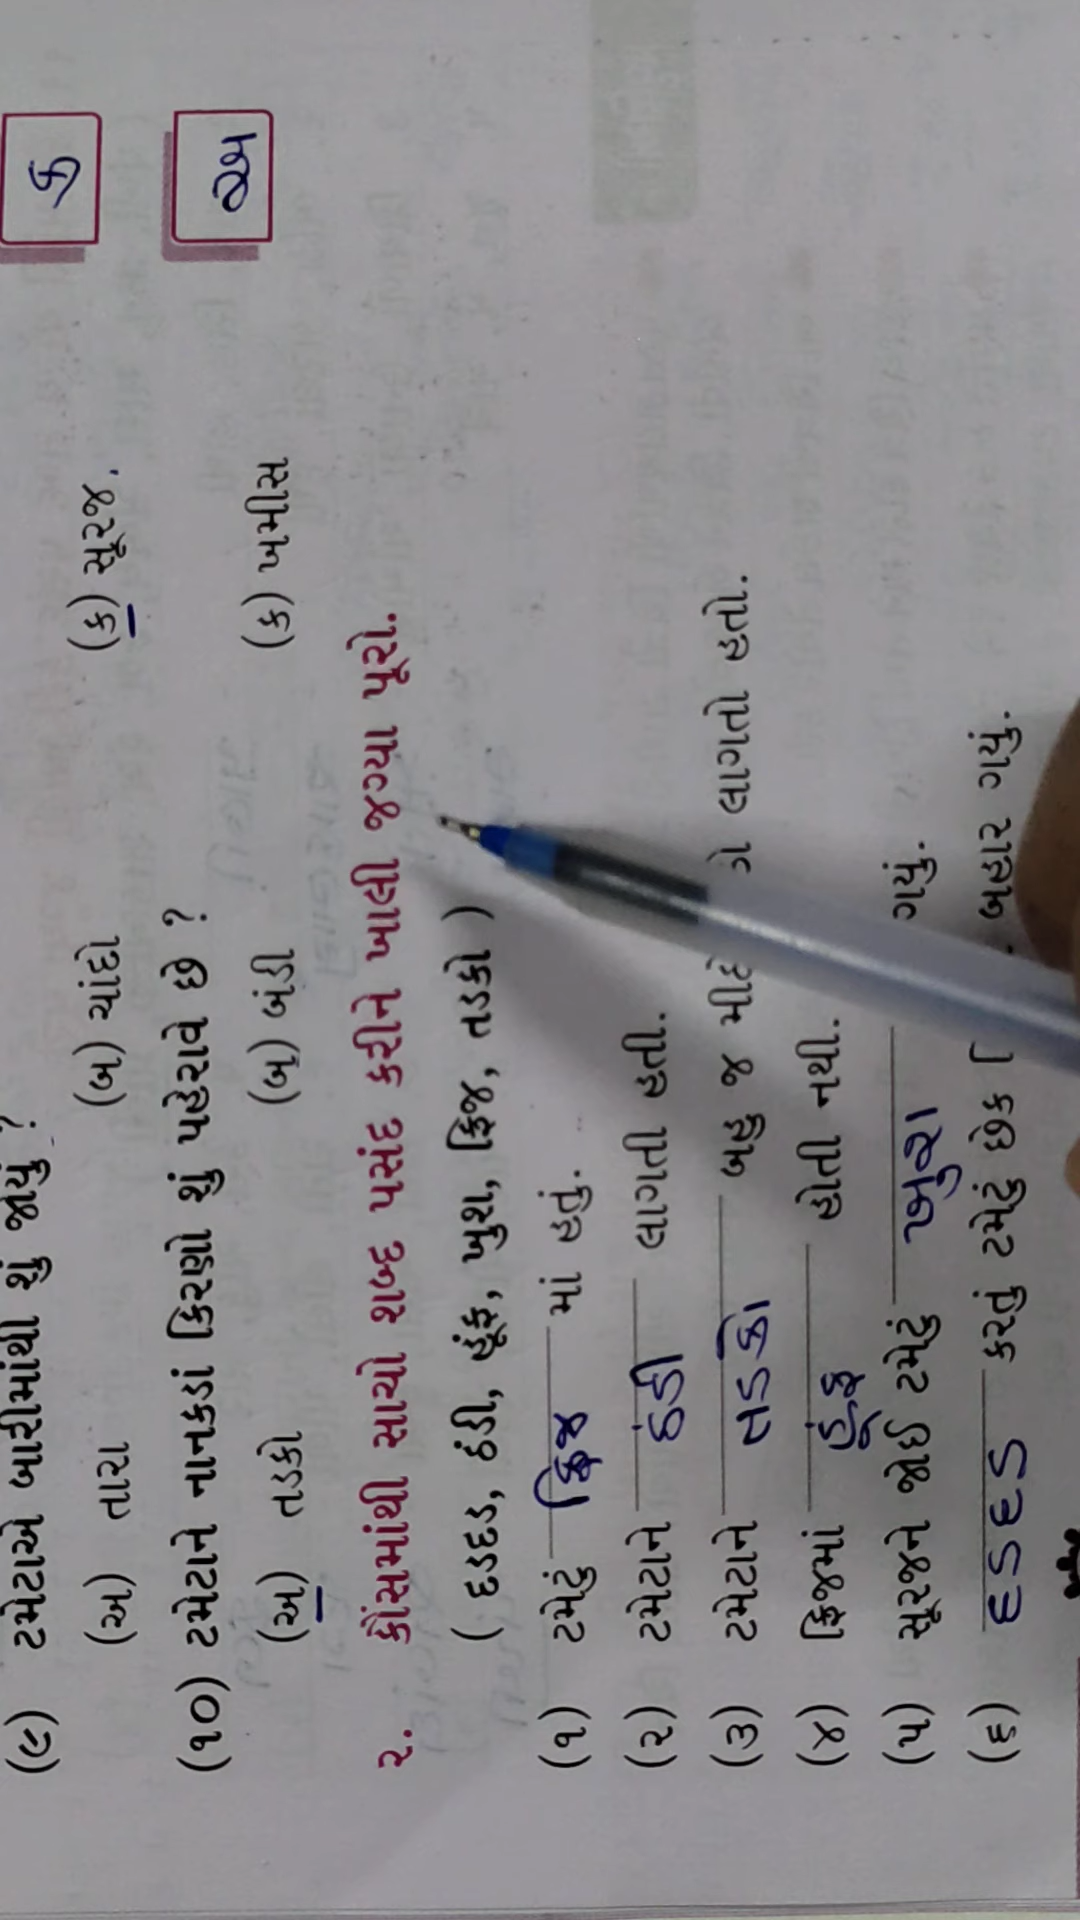 (૯) ટમેટાએ બારીમાંથી શું જોયું ?
(અ) તારા (બ) ચાંદો (ક) સૂરજ. ક
(૧૦) ટમેટાને નાનકડાં કિરણો શું પહેરાવે છે ?
(અ) તડકો (બ) બંડી (ક) ખમીસ અ
૨. કૌંસમાંથી સાચો શબ્દ પસંદ કરીને ખાલી જગ્યા પૂરો.
( દડદડ, ઠંડી, હૂંફ, ખુશ, ફ્રિજ, તડકો )
(૧) ટમેટું ફ્રિજ માં હતું.
(૨) ટમેટાને ઠંડી લાગતી હતી.
(૩) ટમેટાને તડકો બહુ જ લાગતો હતો.
(૪) ફ્રિજમાં હૂંફ હોતી નથી.
(૫) સૂરજને જોઈ ટમેટું ખુશ ગયું.
(૬) દડદડ કરતું ટમેટું છેક બહાર ગયું.